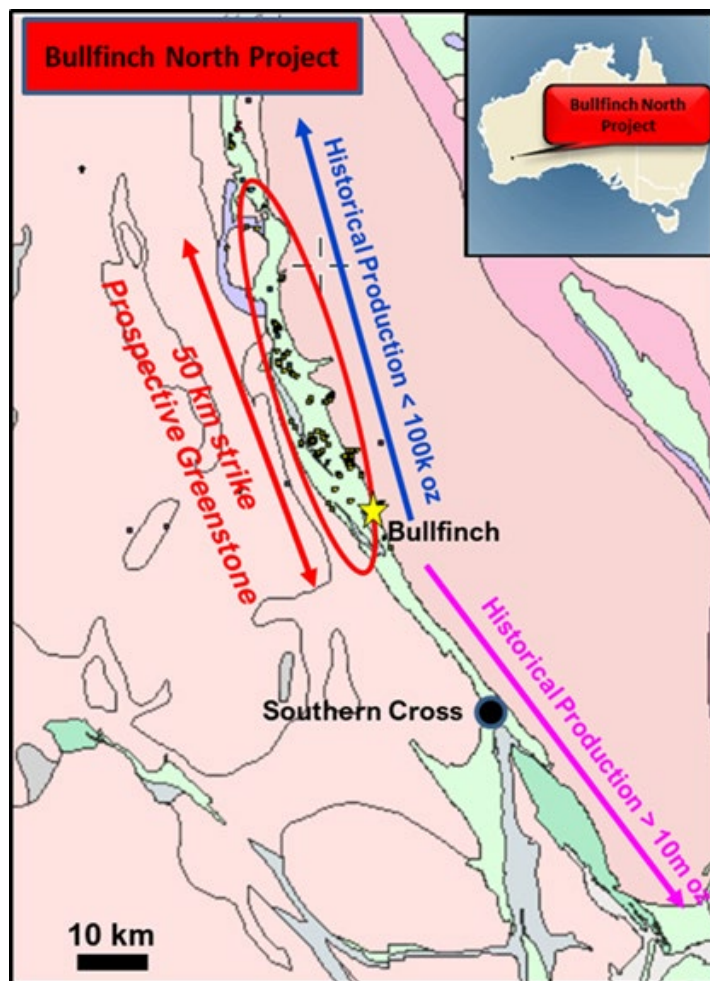 Bullfinch North Project
Bullfinch North
Project
Historical Production < 100k oz
50 km strike
Prospective Greenstone
Bullfinch
Historical Production > 10m oz
Southern Cross
10 km